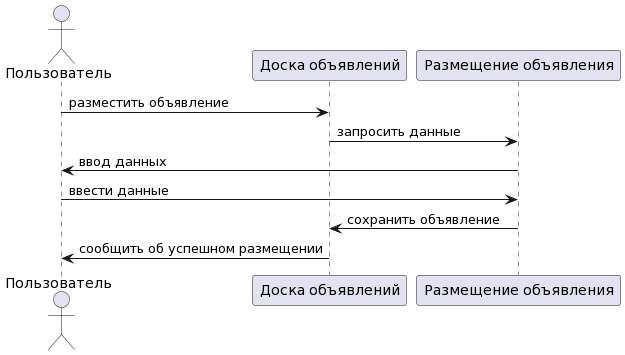 Пользователь
Доска объявлений
Размещение объявления
разместить объявление
запросить данные
ввод данных
ввести данные
сохранить объявление
сообщить об успешном размещении
Пользователь
Доска объявлений
Размещение объявления